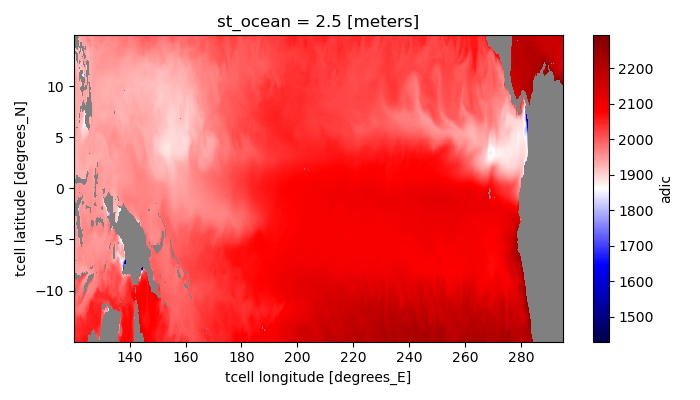 st_ocean = 2.5 [meters]
tcell latitude [degrees_N]
10
5
0
−5
−10
140 160 180 200 220 240 260 280
tcell longitude [degrees_E]
2200
2100
2000
1900
1800
1700
1600
1500
adic